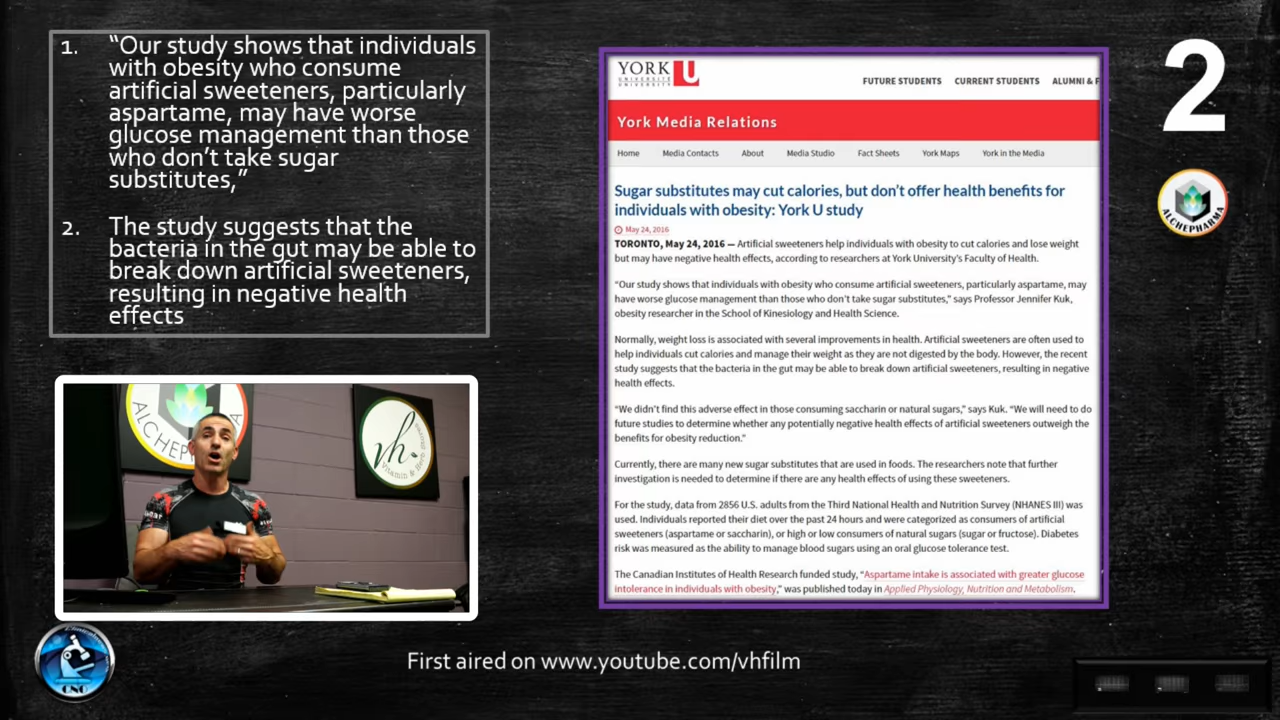 1. “Our study shows that individuals
with obesity who consume
artificial sweeteners, particularly
aspartame, may have worse
glucose management than those
who don’t take sugar
substitutes,”
2. The study suggests that the
bacteria in the gut may be able to
break down artificial sweeteners,
resulting in negative health
effects
YORK U
UNIVERSITÉ
UNIVERSITY
FUTURE STUDENTS CURRENT STUDENTS ALUMNI & F
York Media Relations
Home Media Contacts About Media Studio Fact Sheets York Maps York in the Media
Sugar substitutes may cut calories, but don’t offer health benefits for
individuals with obesity: York U study
May 24, 2016
TORONTO, May 24, 2016 — Artificial sweeteners help individuals with obesity to cut calories and lose weight
but may have negative health effects, according to researchers at York University’s Faculty of Health.
“Our study shows that individuals with obesity who consume artificial sweeteners, particularly aspartame, may
have worse glucose management than those who don’t take sugar substitutes,” says Professor Jennifer Kuk,
obesity researcher in the School of Kinesiology and Health Science.
Normally, weight loss is associated with several improvements in health. Artificial sweeteners are often used to
help individuals cut calories and manage their weight as they are not digested by the body. However, the recent
study suggests that the bacteria in the gut may be able to break down artificial sweeteners, resulting in negative
health effects.
“We didn’t find this adverse effect in those consuming saccharin or natural sugars,” says Kuk. “We will need to do
future studies to determine whether any potentially negative health effects of artificial sweeteners outweigh the
benefits for obesity reduction.”
Currently, there are many new sugar substitutes that are used in foods. The researchers note that further
investigation is needed to determine if there are any health effects of using these sweeteners.
For the study, data from 2856 U.S. adults from the Third National Health and Nutrition Survey (NHANES III) was
used. Individuals reported their diet over the past 24 hours and were categorized as consumers of artificial
sweeteners (aspartame or saccharin), or high or low consumers of natural sugars (sugar or fructose). Diabetes
risk was measured as the ability to manage blood sugars using an oral glucose tolerance test.
The Canadian Institutes of Health Research funded study, “Aspartame intake is associated with greater glucose
intolerance in individuals with obesity,” was published today in Applied Physiology, Nutrition and Metabolism.
2
ALCHEPHARMA
ALCHEPH
vh
Vitamin & Herb
CNO
First aired on www.youtube.com/vhfilm